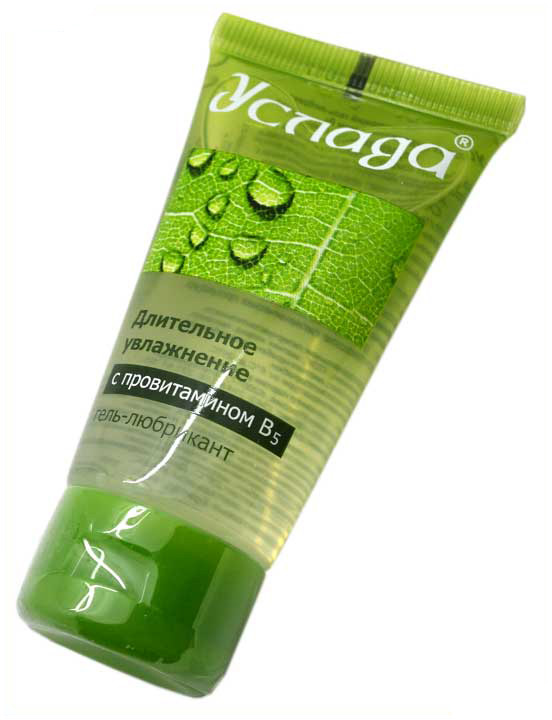 Услада®
Длительное
увлажнение
с провитамином B5
гель-любрикант